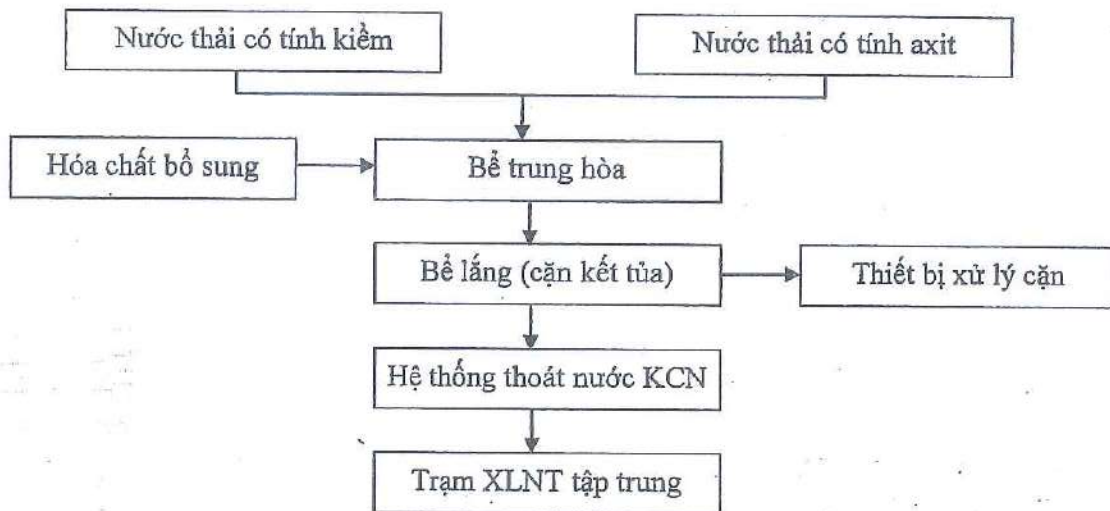 Nước thải có tính kiềm
Nước thải có tính axit
Hóa chất bổ sung
Bể trung hòa
Bể lắng (cặn kết tủa)
Thiết bị xử lý cặn
Hệ thống thoát nước KCN
Trạm XLNT tập trung